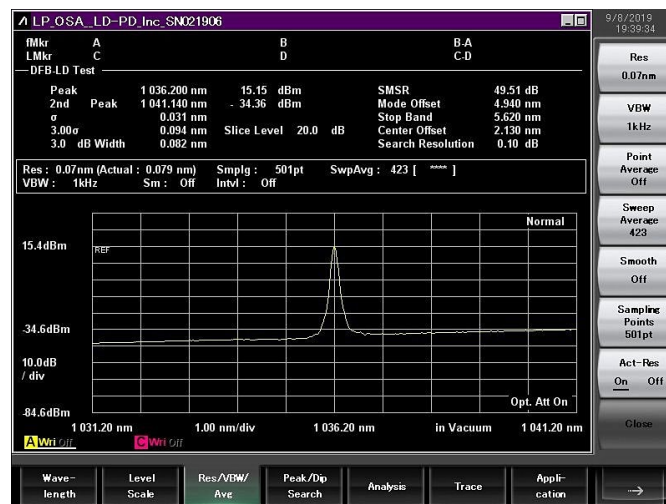 LP_OSA__LD-PD_Inc_SN021906
9/8/2019
19:39:34
fMkr A B B-A
LMkr C D C-D
DFB-LD Test
Peak 1 036.200 nm 15.15 dBm SMSR 49.51 dB
2nd Peak 1 041.140 nm - 34.36 dBm Mode Offset 4.940 nm
σ 0.031 nm Stop Band 5.620 nm
3.00σ 0.094 nm Slice Level 20.0 dB Center Offset 2.130 nm
3.0 dB Width 0.082 nm Search Resolution 0.10 dB
Res : 0.07nm (Actual : 0.079 nm) Smplg : 501pt SwpAvg : 423 [ **** ]
VBW : 1kHz Sm : Off Intvl : Off
Normal
15.4dBm
REF
-34.6dBm
10.0dB
/ div
Opt. Att On
-84.6dBm
1 031.20 nm 1.00 nm/div 1 036.20 nm in Vacuum 1 041.20 nm
A Wri Off C Wri Off
Res
0.07nm
VBW
1kHz
Point
Average
Off
Sweep
Average
423
Smooth
Off
Sampling
Points
501pt
Act-Res
On Off
Close
Wave-
length
Level
Scale
Res/VBW/
Avg
Peak/Dip
Search
Analysis
Trace
Appli-
cation
→